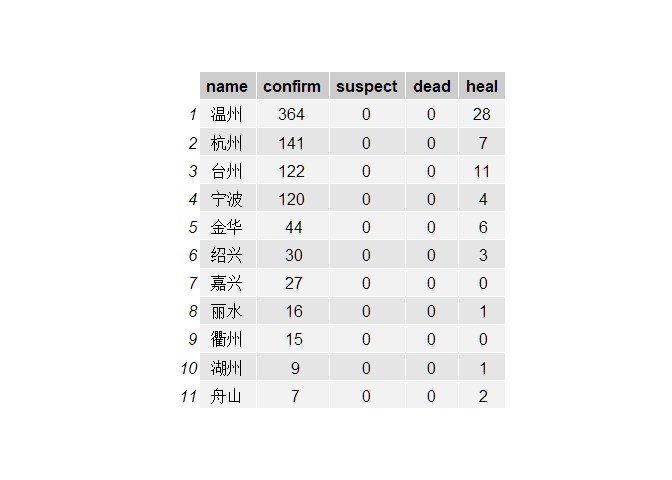 name confirm suspect dead heal
1 温州 364 0 0 28
2 杭州 141 0 0 7
3 台州 122 0 0 11
4 宁波 120 0 0 4
5 金华 44 0 0 6
6 绍兴 30 0 0 3
7 嘉兴 27 0 0 0
8 丽水 16 0 0 1
9 衢州 15 0 0 0
10 湖州 9 0 0 1
11 舟山 7 0 0 2